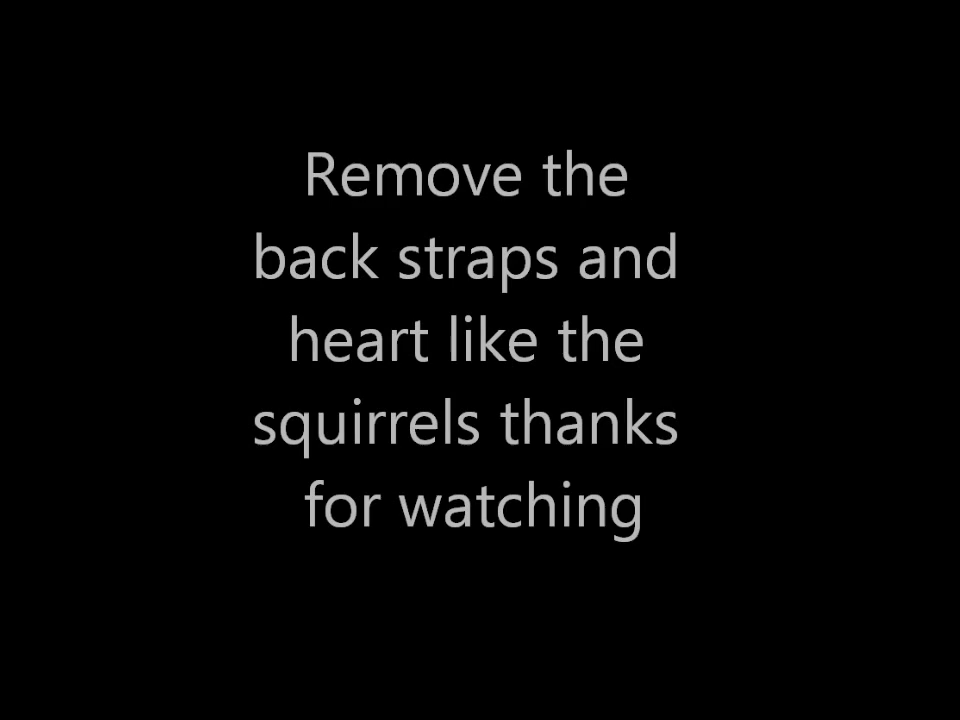 Remove the
back straps and
heart like the
squirrels thanks
for watching